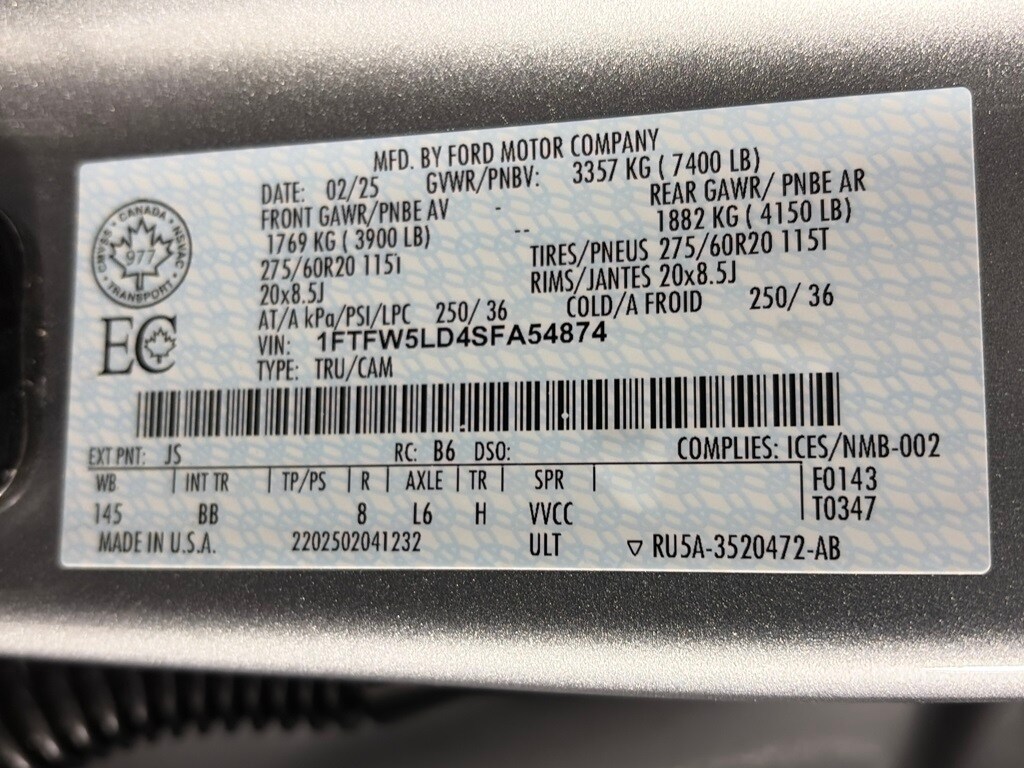 MFD. BY FORD MOTOR COMPANY
DATE: 02/25 GVWR/PNBV: 3357 KG ( 7400 LB)
FRONT GAWR/PNBE AV - REAR GAWR/ PNBE AR
1769 KG ( 3900 LB) -- 1882 KG ( 4150 LB)
275/60R20 115T TIRES/PNEUS 275/60R20 115T
20x8.5J RIMS/JANTES 20x8.5J
AT/A kPa/PSI/LPC 250/ 36 COLD/A FROID 250/ 36
VIN: 1FTFW5LD4SFA54874
TYPE: TRU/CAM
CANADA
NSVAC
977
CMVSS
TRANSPORT
EC
EXT PNT: JS RC: B6 DSO: COMPLIES: ICES/NMB-002
WB | INT TR | TP/PS | R | AXLE | TR | SPR | F0143
145 BB 8 L6 H VVCC T0347
MADE IN U.S.A. 2202502041232 ULT ▽ RU5A-3520472-AB